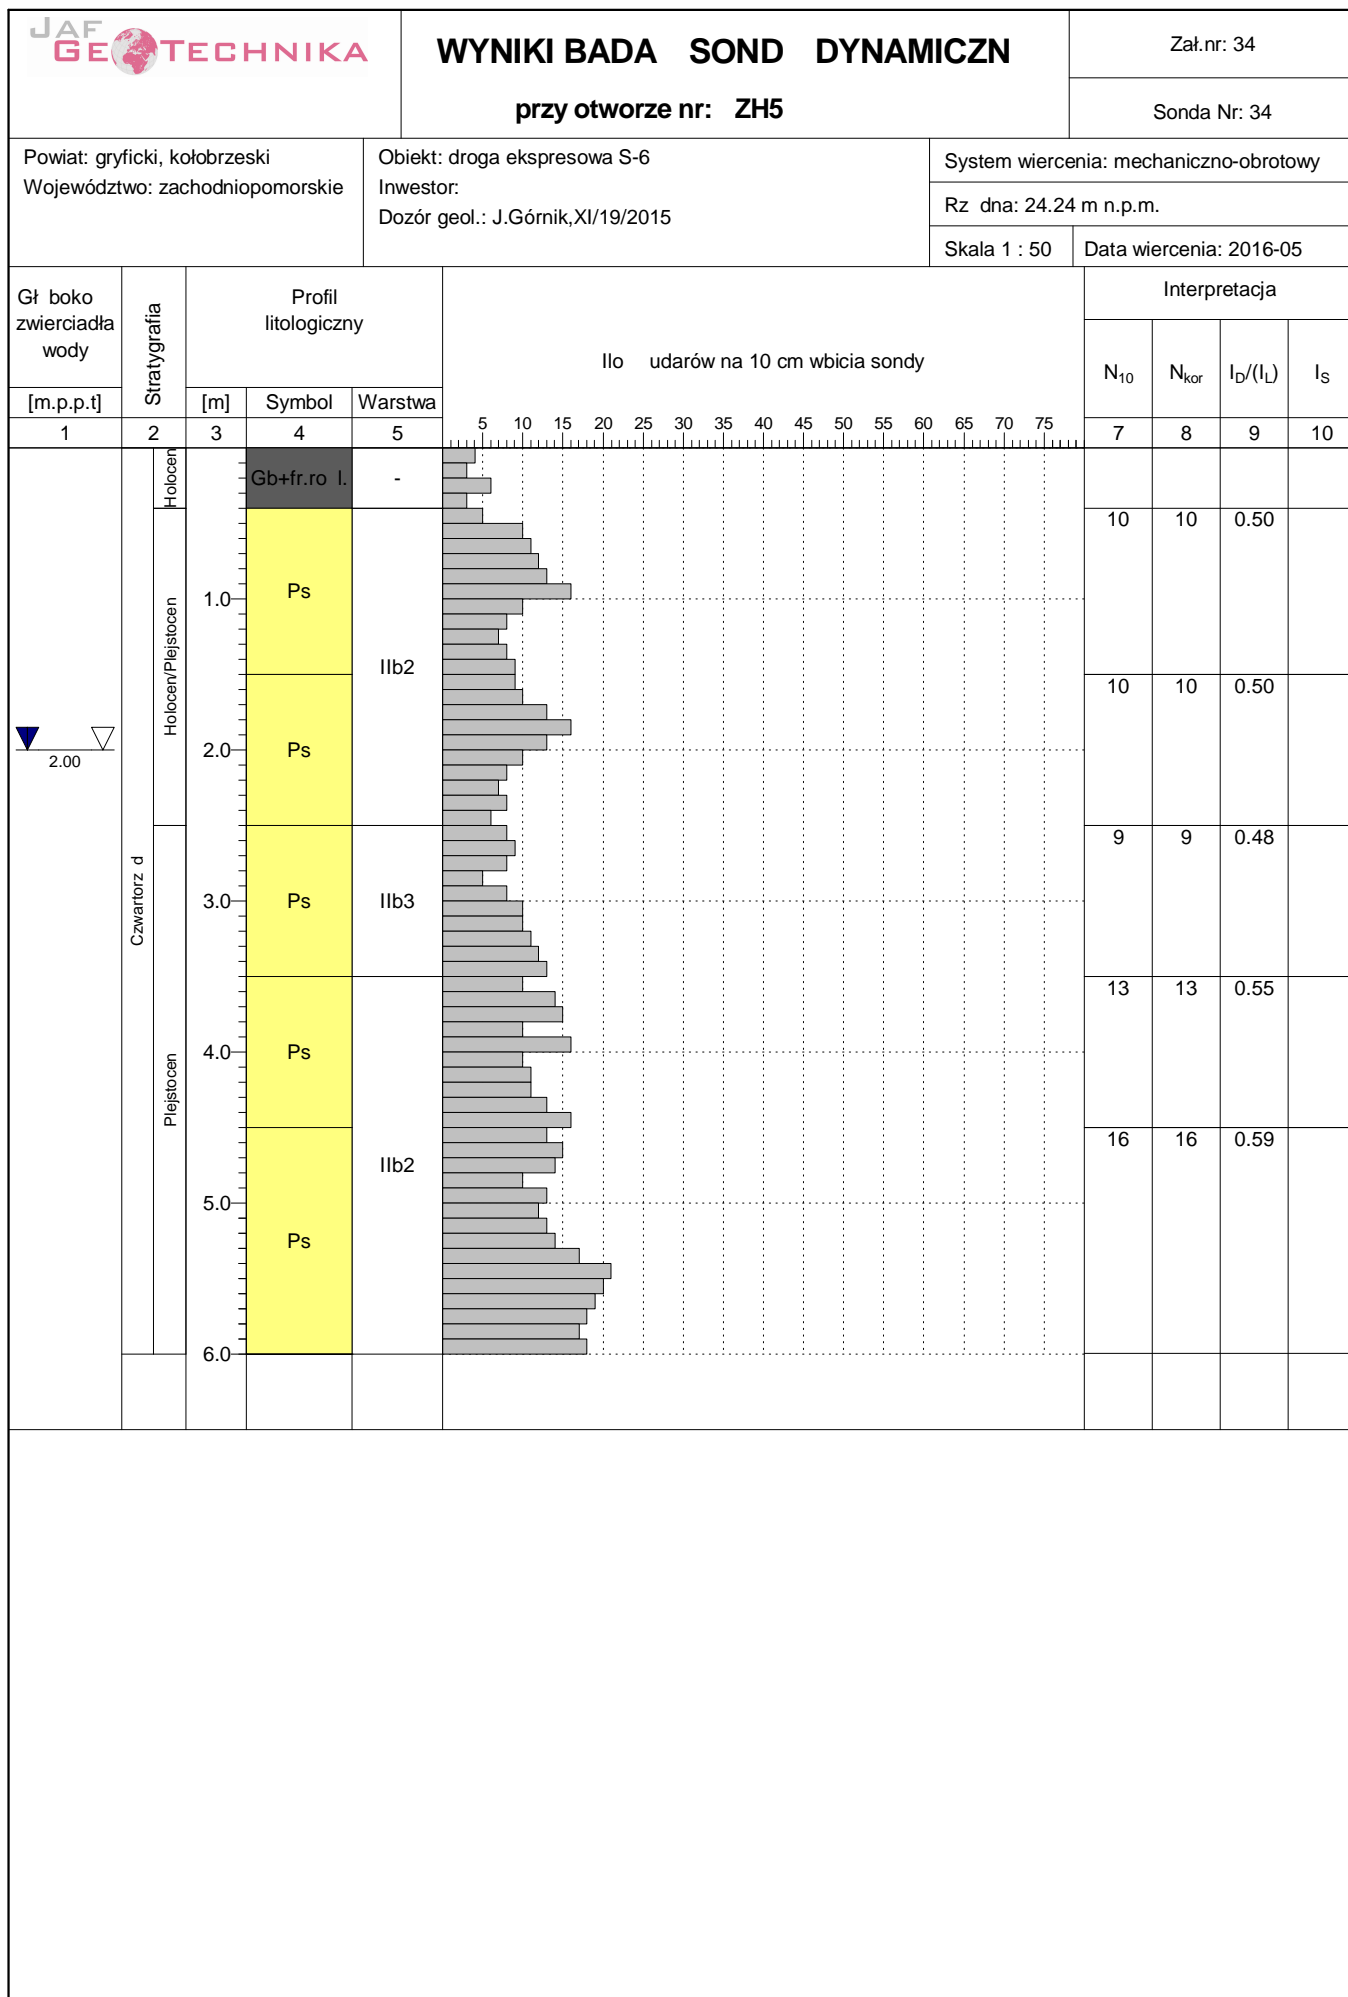 JAF
GEOTECHNIKA
WYNIKI BADA SOND DYNAMICZN
przy otworze nr: ZH5
Zał.nr: 34
Sonda Nr: 34
Powiat: gryficki, kołobrzeski
Województwo: zachodniopomorskie
Obiekt: droga ekspresowa S-6
Inwestor:
Dozór geol.: J.Górnik,XI/19/2015
System wiercenia: mechaniczno-obrotowy
Rz dna: 24.24 m n.p.m.
Skala 1 : 50
Data wiercenia: 2016-05
Gł boko
zwierciadła
wody
[m.p.p.t]
Stratygrafia
Profil
litologiczny
[m]
Symbol
Warstwa
Ilo udarów na 10 cm wbicia sondy
Interpretacja
N10
Nkor
ID/(IL)
IS
1
2
3
4
5
5 10 15 20 25 30 35 40 45 50 55 60 65 70 75
7
8
9
10
Holocen
Gb+fr.ro l.
-
10 10 0.50
Ps
1.0
Holocen/Plejstocen
IIb2
10 10 0.50
2.00
2.0
Ps
9 9 0.48
Czwartorz d
3.0
Ps
IIb3
13 13 0.55
4.0
Ps
Plejstocen
16 16 0.59
IIb2
5.0
Ps
6.0